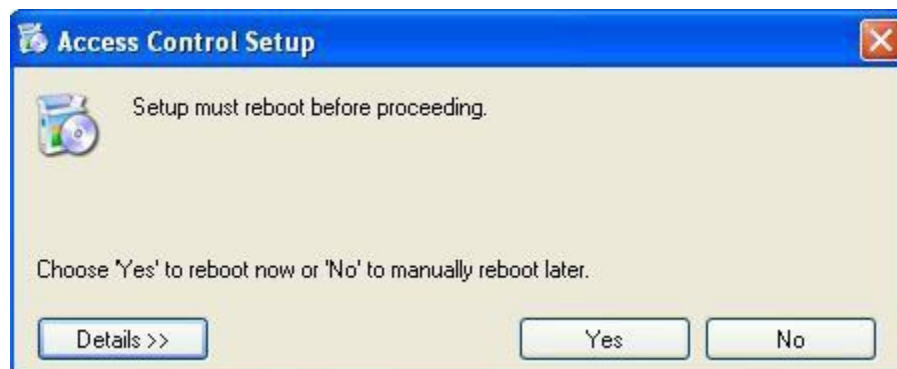 Access Control Setup
Setup must reboot before proceeding.
Choose 'Yes' to reboot now or 'No' to manually reboot later.
Details >>
Yes
No